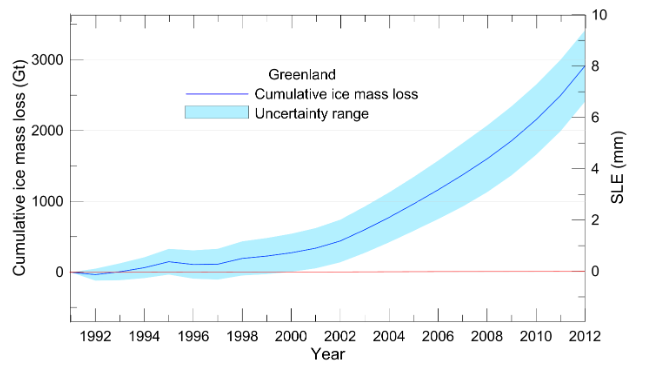 Cumulative ice mass loss (Gt)
3000
2000
1000
0
Greenland
Cumulative ice mass loss
Uncertainty range
10
8
6
4
2
0
SLE (mm)
1992 1994 1996 1998 2000 2002 2004 2006 2008 2010 2012
Year